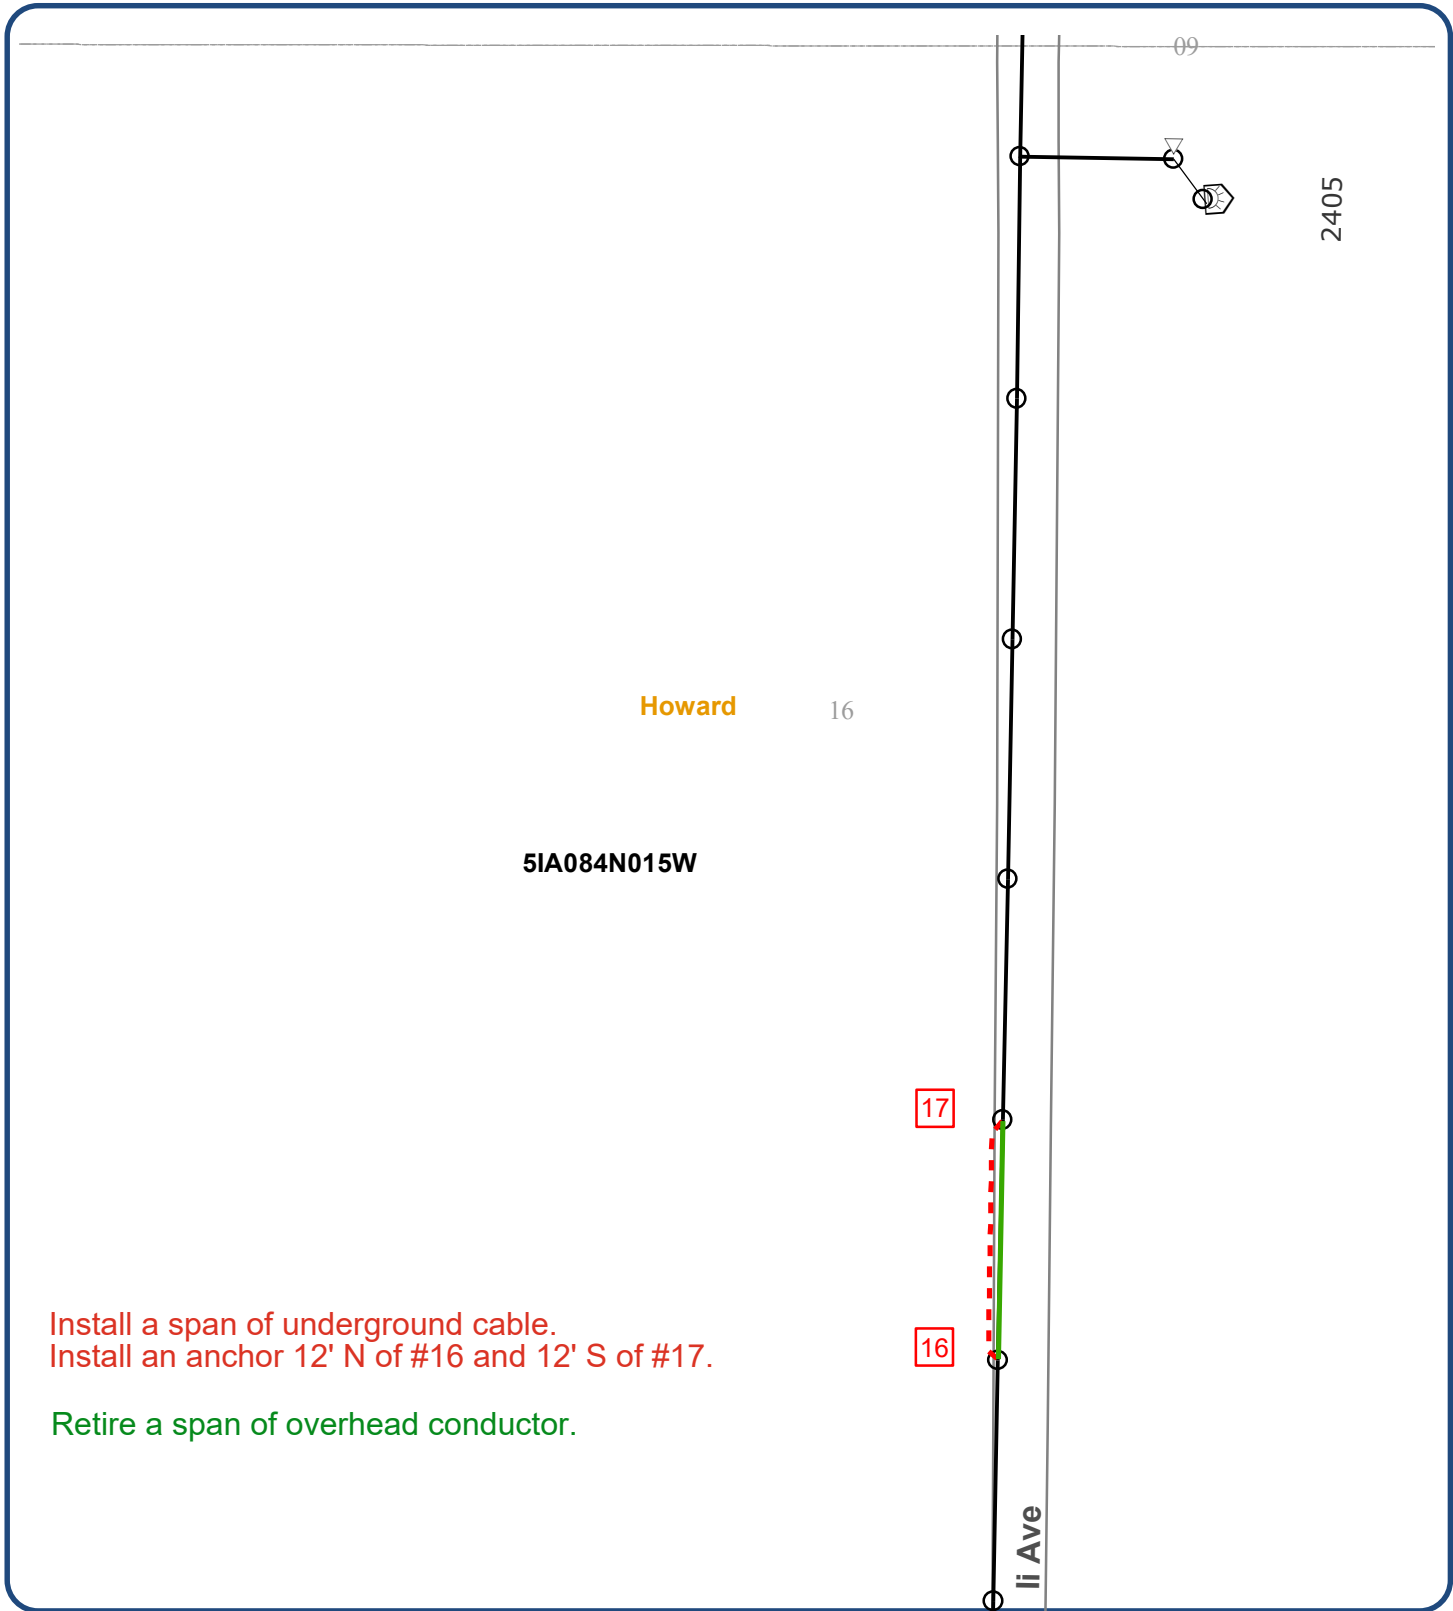 09
2405
Howard
16
5IA084N015W
17
16
Install a span of underground cable.
Install an anchor 12' N of #16 and 12' S of #17.
Retire a span of overhead conductor.
Ii Ave